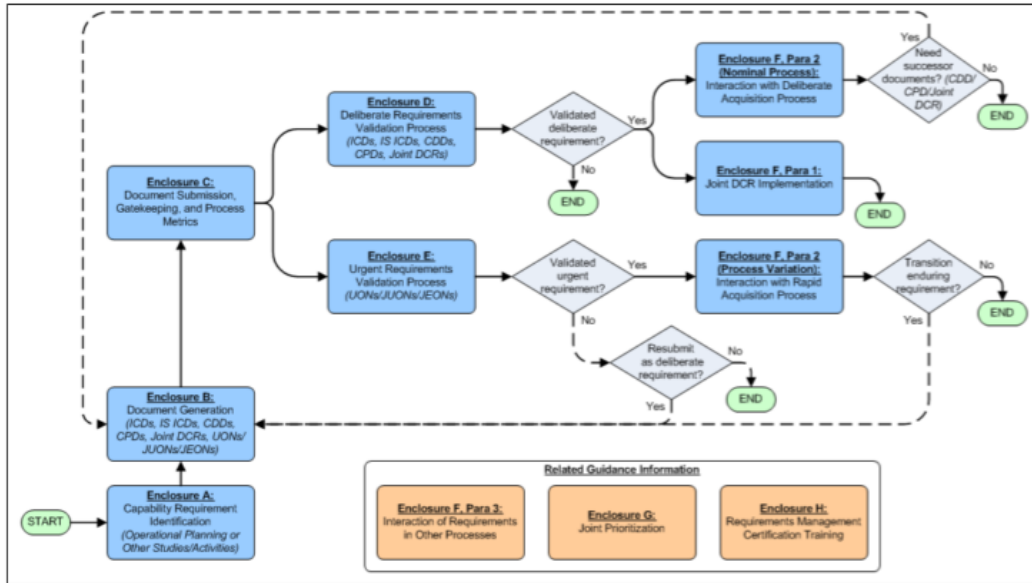 Yes
Need
successor
documents? (CDD/
CPD/Joint
DCR)
No
END
Enclosure F, Para 2
(Nominal Process):
Interaction with Deliberate
Acquisition Process
Enclosure D:
Deliberate Requirements
Validation Process
(ICDs, IS ICDs, CDDs,
CPDs, Joint DCRs)
Validated
deliberate
requirement?
Yes
No
END
Enclosure F, Para 1:
Joint DCR Implementation
END
Enclosure C:
Document Submission,
Gatekeeping, and Process
Metrics
Enclosure E:
Urgent Requirements
Validation Process
(UONs/JUONs/JEONs)
Validated
urgent
requirement?
Yes
No
Enclosure F, Para 2
(Process Variation):
Interaction with Rapid
Acquisition Process
Transition
enduring
requirement?
No
END
Yes
Resubmit
as deliberate
requirement?
No
END
Yes
Enclosure B:
Document Generation
(ICDs, IS ICDs, CDDs,
CPDs, Joint DCRs, UONs/
JUONs/JEONs)
START
Enclosure A:
Capability Requirement
Identification
(Operational Planning or
Other Studies/Activities)
Related Guidance Information
Enclosure F, Para 3:
Interaction of Requirements
in Other Processes
Enclosure G:
Joint Prioritization
Enclosure H:
Requirements Management
Certification Training